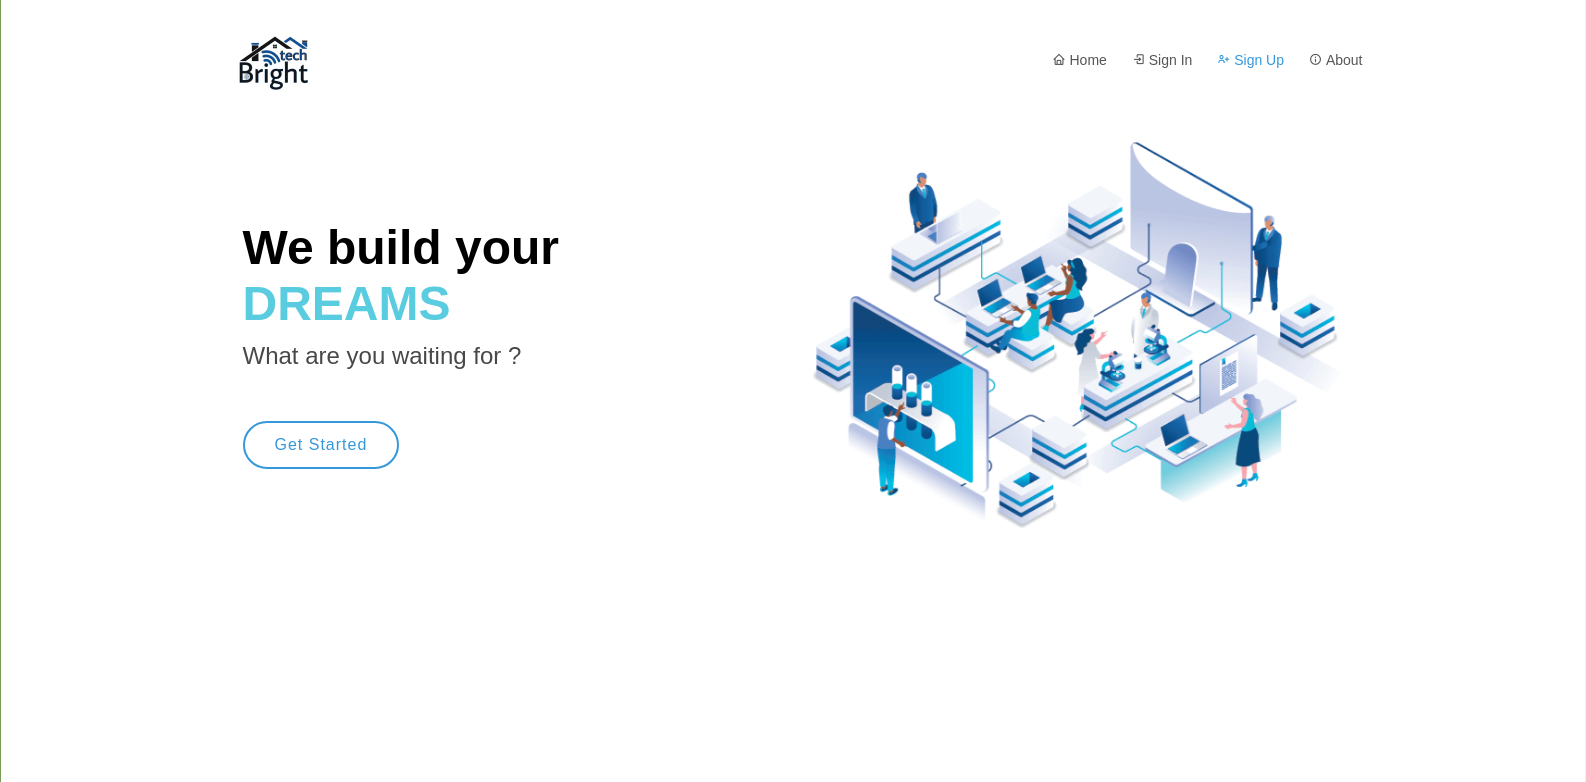 tech
Bright
Home
Sign In
Sign Up
About
We build your
DREAMS
What are you waiting for ?
Get Started